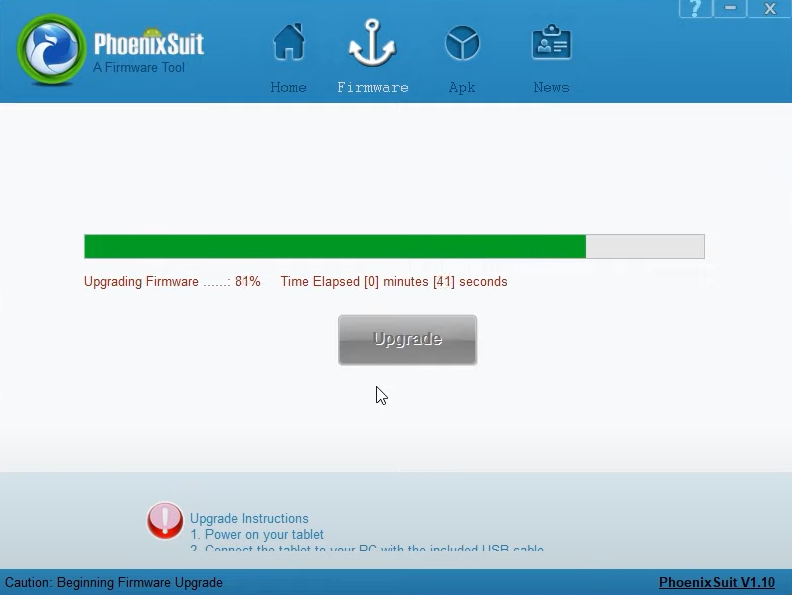 PhoenixSuit
A Firmware Tool
Home Firmware Apk News
Upgrading Firmware ......: 81% Time Elapsed [0] minutes [41] seconds
Upgrade
Upgrade Instructions
1. Power on your tablet
2. Connect the tablet to your PC with the included USB cable
Caution: Beginning Firmware Upgrade
PhoenixSuit V1.10